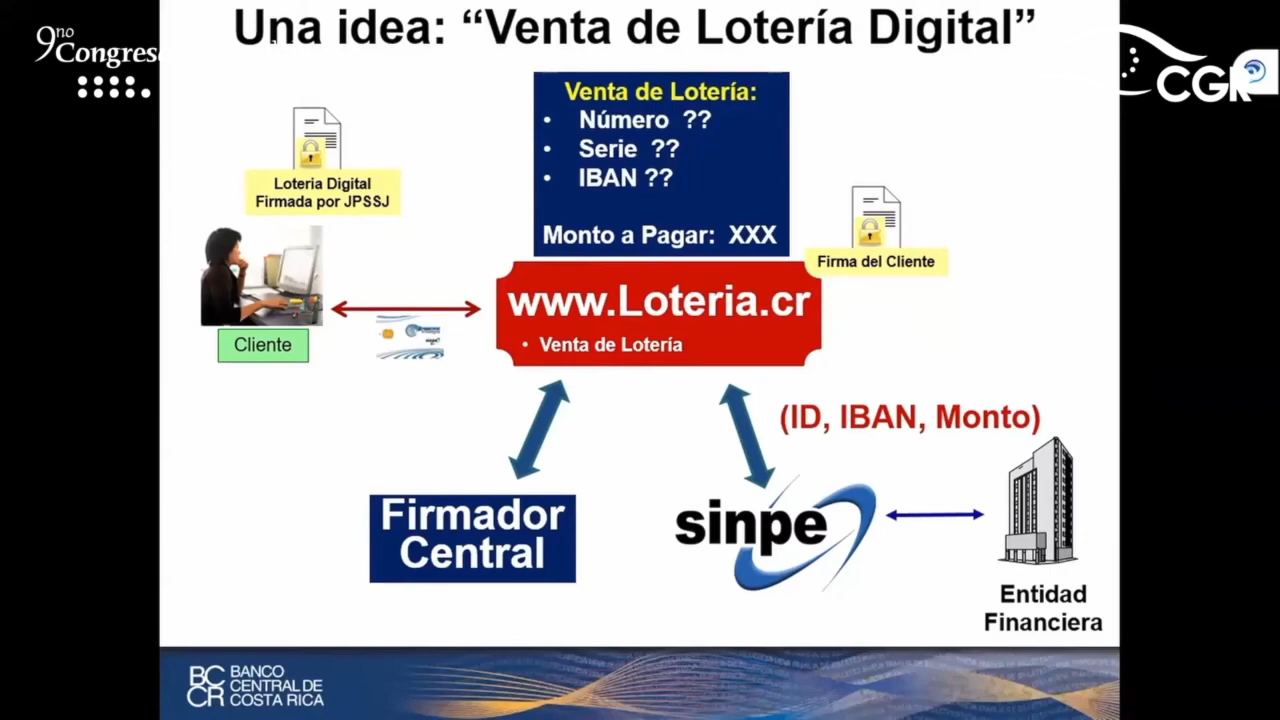 9no
Congres
CGR
Una idea: “Venta de Lotería Digital”
Venta de Lotería:
• Número ??
• Serie ??
• IBAN ??
Monto a Pagar: XXX
Loteria Digital
Firmada por JPSSJ
Firma del Cliente
www.Loteria.cr
• Venta de Lotería
Cliente
(ID, IBAN, Monto)
Firmador
Central
sinpe
Entidad
Financiera
BC
CR
BANCO
CENTRAL DE
COSTA RICA